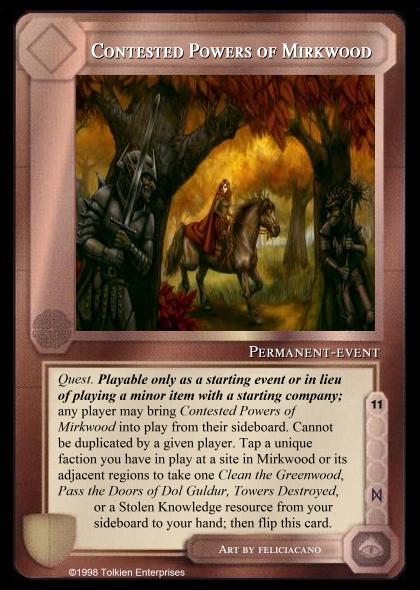 Contested Powers of Mirkwood
Permanent-event
Quest. Playable only as a starting event or in lieu
of playing a minor item with a starting company;
any player may bring Contested Powers of
Mirkwood into play from their sideboard. Cannot
be duplicated by a given player. Tap a unique
faction you have in play at a site in Mirkwood or its
adjacent regions to take one Clean the Greenwood,
Pass the Doors of Dol Guldur, Towers Destroyed,
or a Stolen Knowledge resource from your
sideboard to your hand; then flip this card.
11
Art by feliciacano
©1998 Tolkien Enterprises